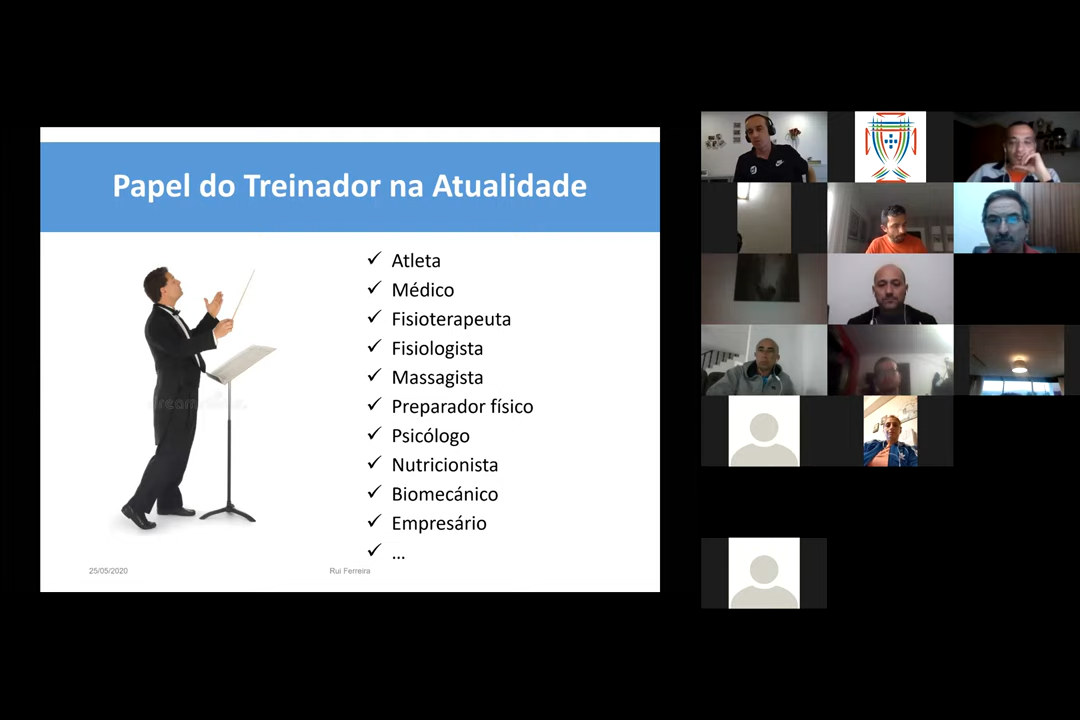 Papel do Treinador na Atualidade
✓ Atleta
✓ Médico
✓ Fisioterapeuta
✓ Fisiologista
✓ Massagista
✓ Preparador físico
✓ Psicólogo
✓ Nutricionista
✓ Biomecánico
✓ Empresário
✓ ...
25/05/2020
Rui Ferreira